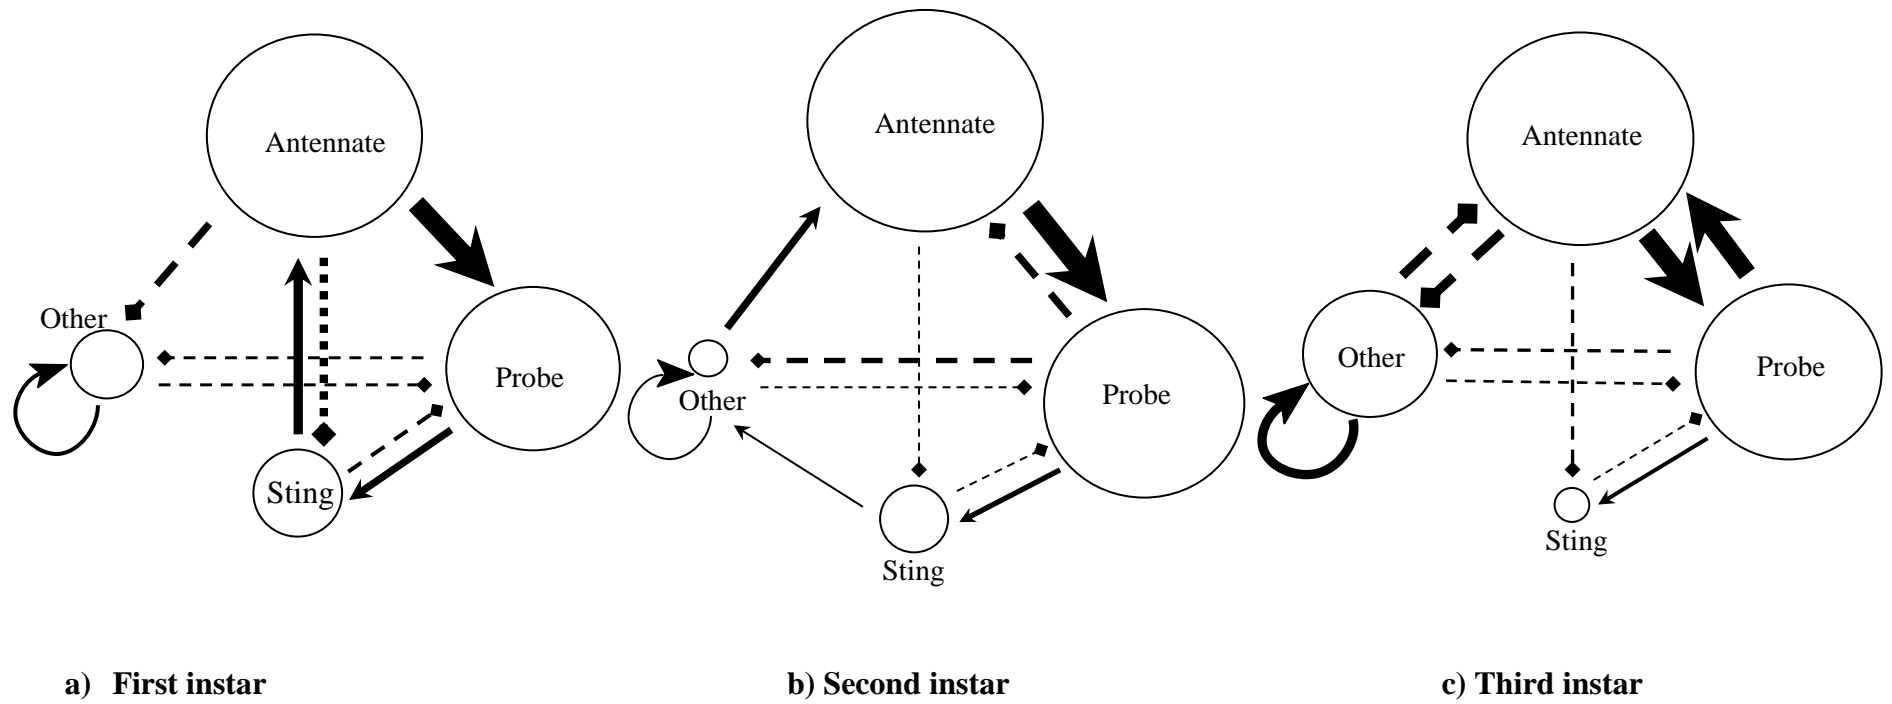 Antennate
Other
Probe
Sting
a) First instar
Antennate
Other
Probe
Sting
b) Second instar
Antennate
Other
Probe
Sting
c) Third instar